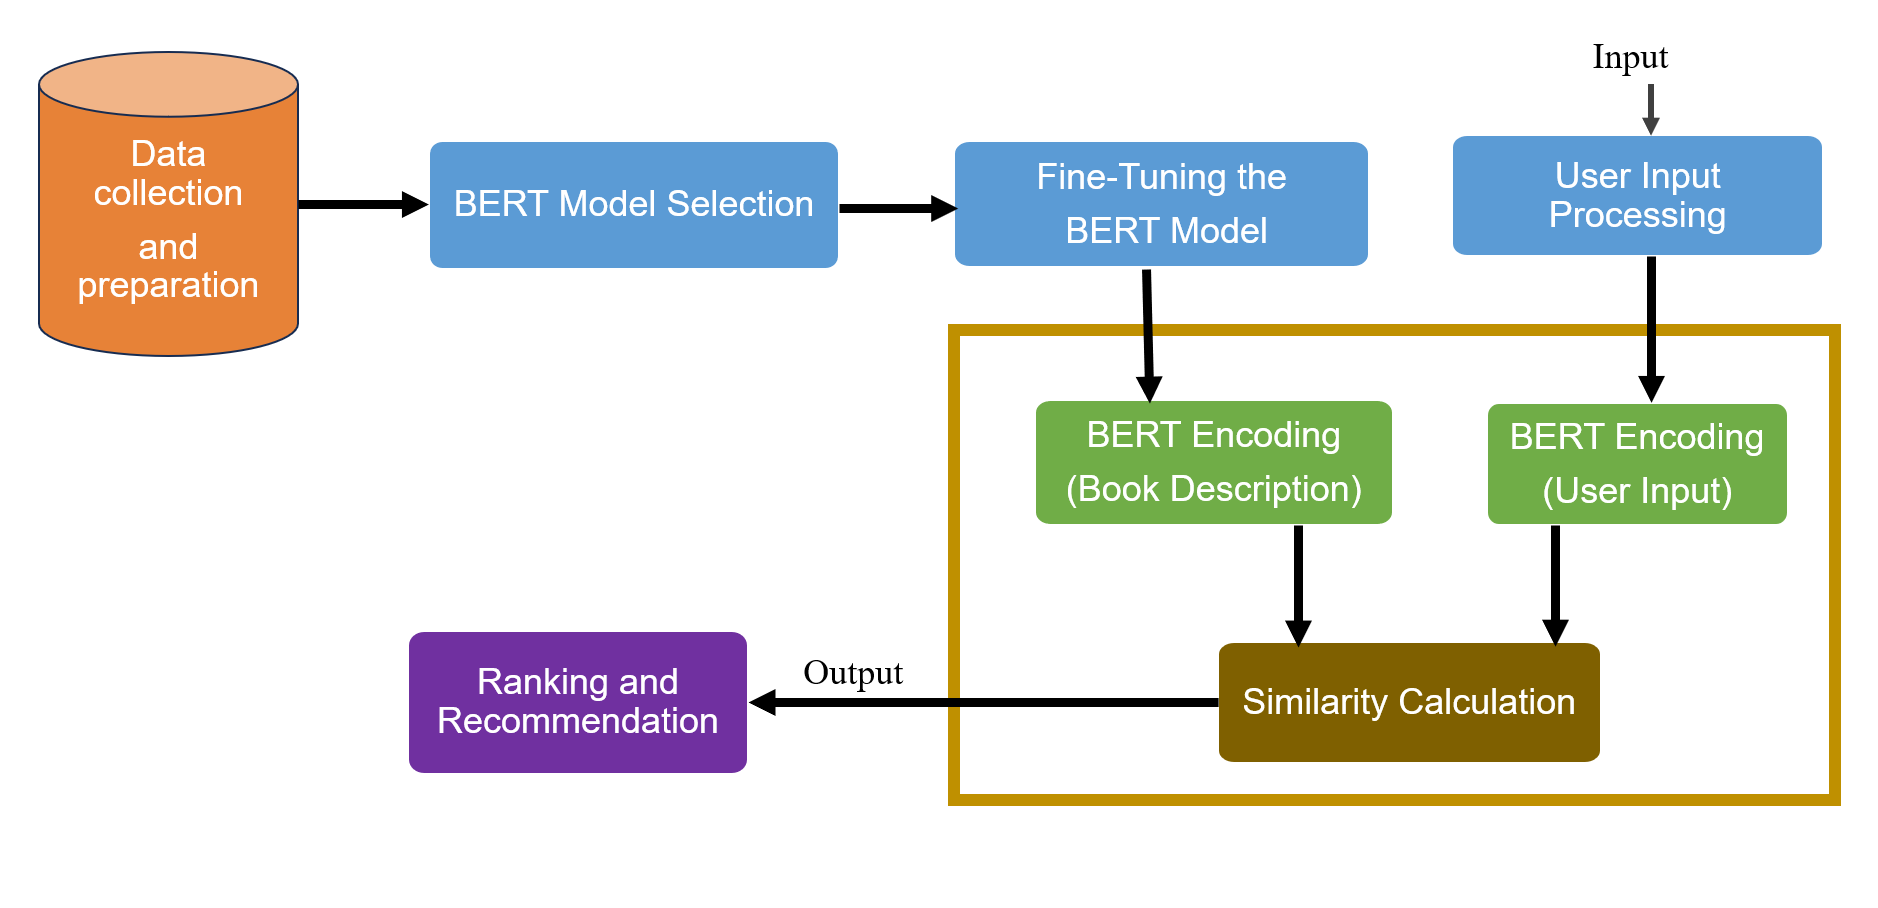 Data
collection
and
preparation
BERT Model Selection
Fine-Tuning the
BERT Model
Input
User Input
Processing
BERT Encoding
(Book Description)
BERT Encoding
(User Input)
Similarity Calculation
Output
Ranking and
Recommendation